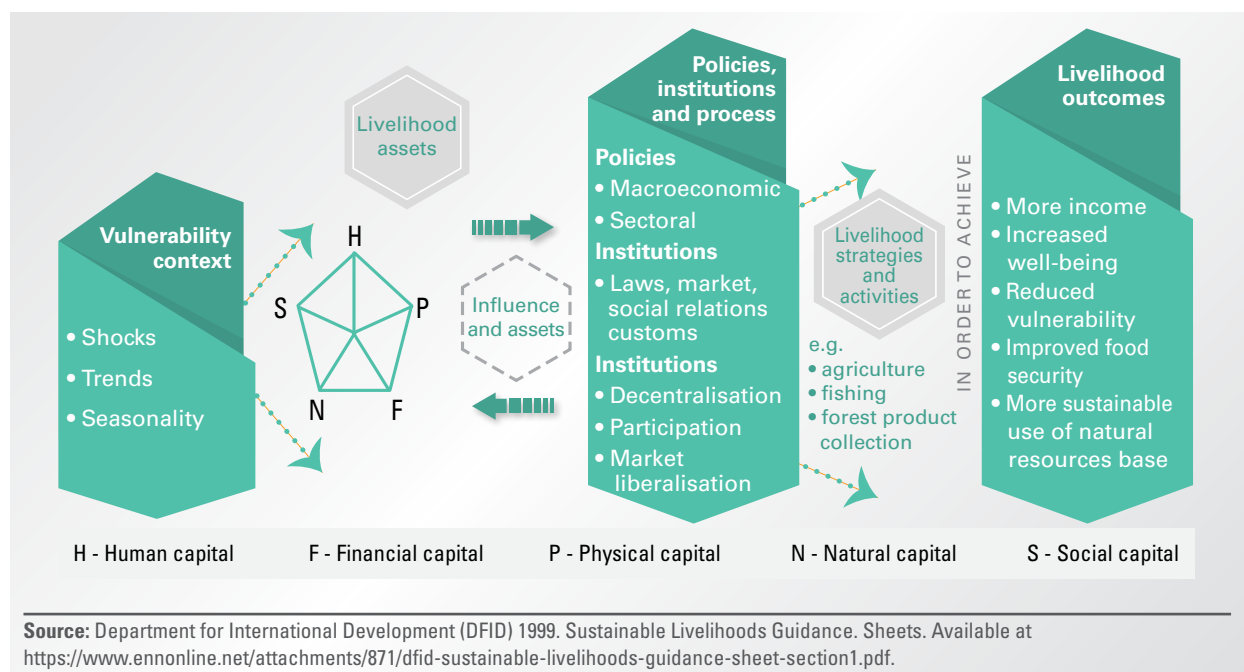 Vulnerability
context
• Shocks
• Trends
• Seasonality
Livelihood
assets
H
S
P
N
F
Influence
and assets
Policies,
institutions
and process
Policies
• Macroeconomic
• Sectoral
Institutions
• Laws, market,
social relations
customs
Institutions
• Decentralisation
• Participation
• Market
liberalisation
Livelihood
strategies
and
activities
e.g.
• agriculture
• fishing
• forest product
collection
IN ORDER TO ACHIEVE
Livelihood
outcomes
• More income
• Increased
well-being
• Reduced
vulnerability
• Improved food
security
• More sustainable
use of natural
resources base
H - Human capital
F - Financial capital
P - Physical capital
N - Natural capital
S - Social capital
Source: Department for International Development (DFID) 1999. Sustainable Livelihoods Guidance. Sheets. Available at
https://www.ennonline.net/attachments/871/dfid-sustainable-livelihoods-guidance-sheet-section1.pdf.